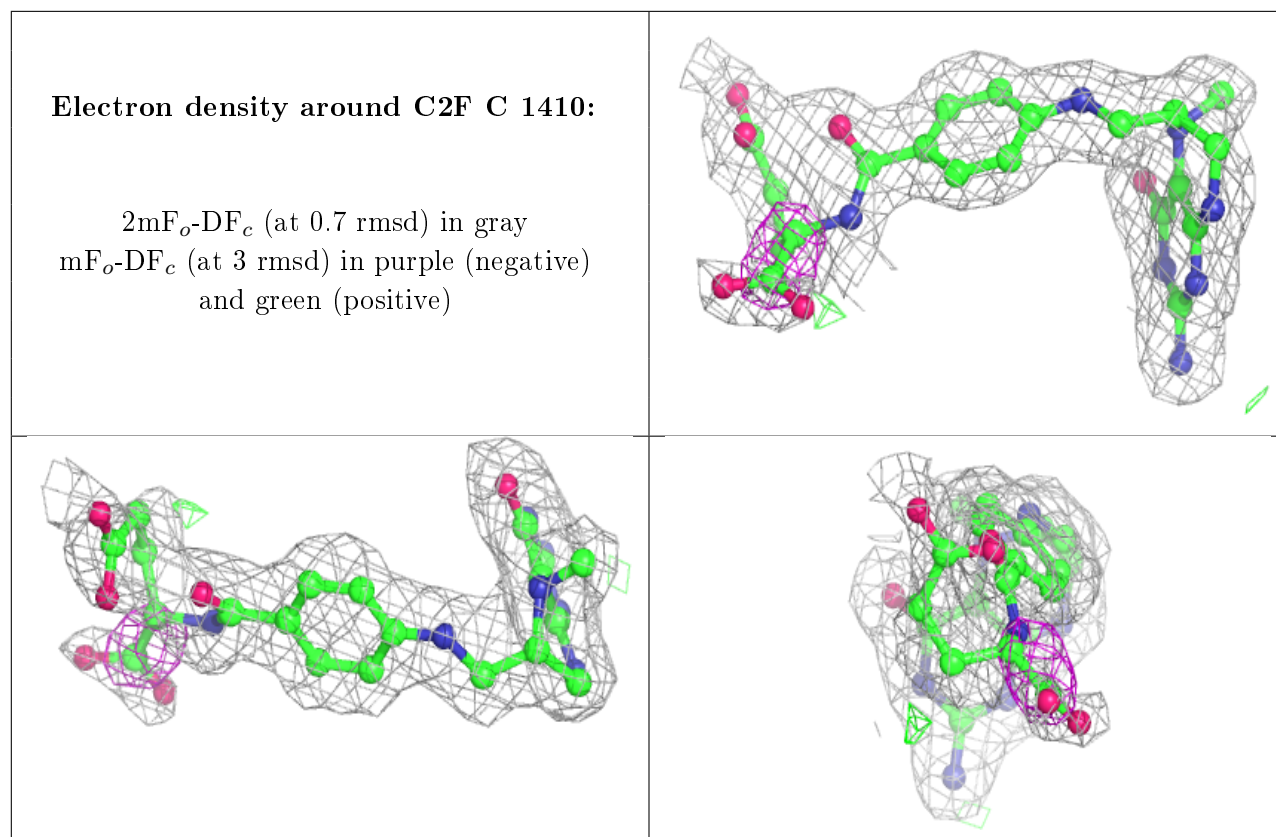 Electron density around C2F C 1410:
2mFo-DFc (at 0.7 rmsd) in gray
mFo-DFc (at 3 rmsd) in purple (negative)
and green (positive)